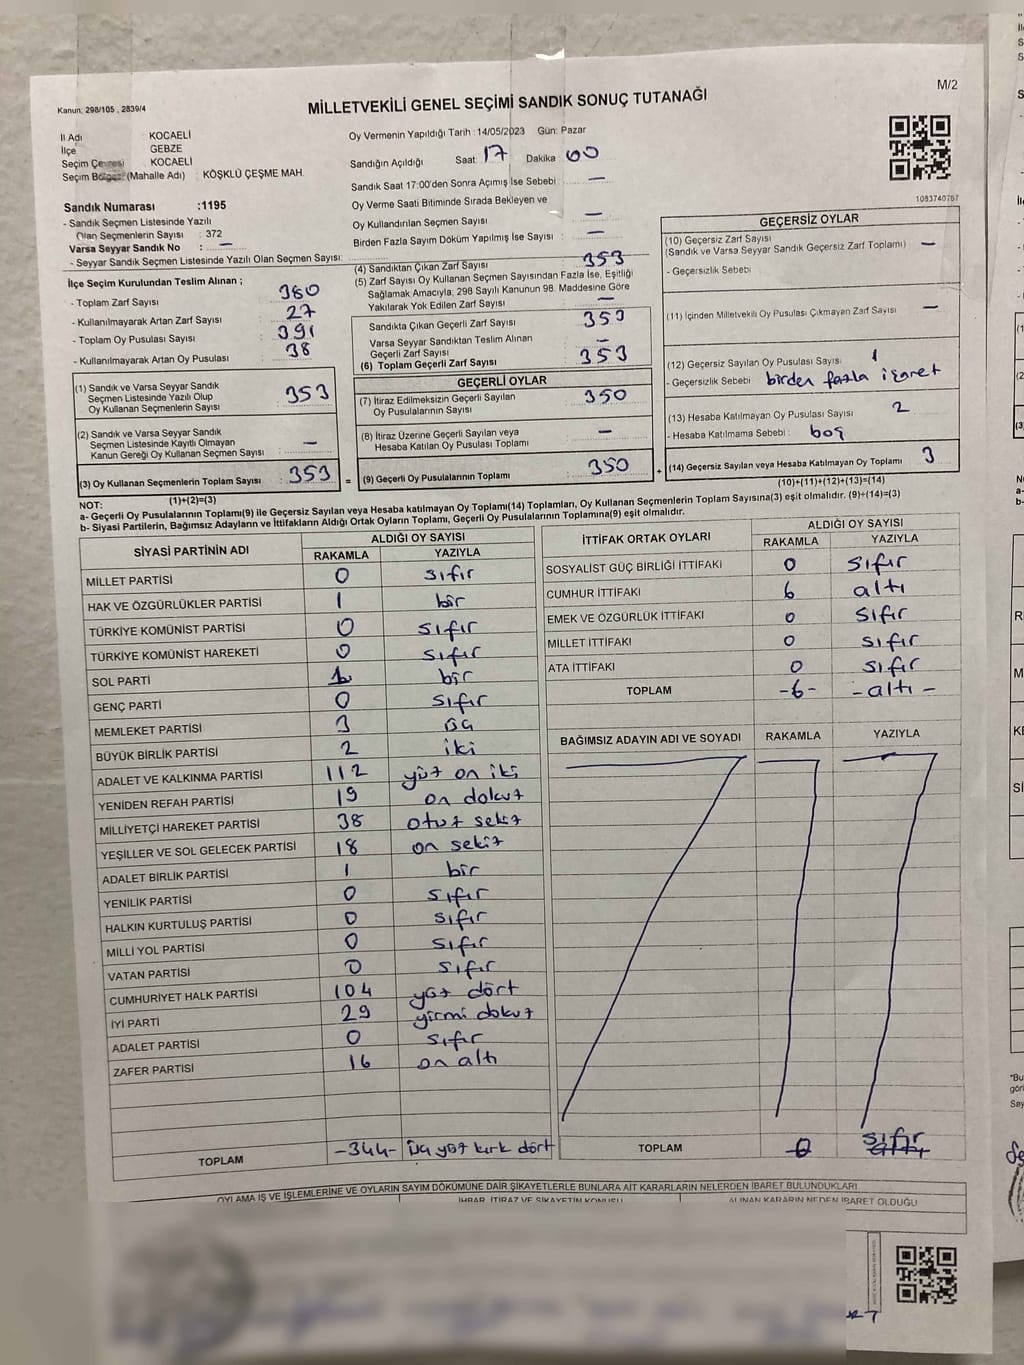 M/2
Kanun: 298/105 , 2839/4
MİLLETVEKİLİ GENEL SEÇİMİ SANDIK SONUÇ TUTANAĞI
İl Adı KOCAELİ
İlçe GEBZE
Seçim Çevresi KOCAELİ
Seçim Bölgesi (Mahalle Adı) : KÖŞKLÜ ÇEŞME MAH.
Oy Vermenin Yapıldığı Tarih : 14/05/2023 Gün: Pazar
Sandığın Açıldığı Saat 17 Dakika 00
Sandık Saat 17:00'den Sonra Açımış İse Sebebi : —
Oy Verme Saati Bitiminde Sırada Bekleyen ve
Oy Kullandırılan Seçmen Sayısı : —
Birden Fazla Sayım Döküm Yapılmış İse Sayısı : —
1083740767
Sandık Numarası :1195
- Sandık Seçmen Listesinde Yazılı
Olan Seçmenlerin Sayısı : 372
Varsa Seyyar Sandık No : —
- Seyyar Sandık Seçmen Listesinde Yazılı Olan Seçmen Sayısı:
İlçe Seçim Kurulundan Teslim Alınan ;
- Toplam Zarf Sayısı : 380
- Kullanılmayarak Artan Zarf Sayısı : 27
- Toplam Oy Pusulası Sayısı : 391
- Kullanılmayarak Artan Oy Pusulası : 38
(1) Sandık ve Varsa Seyyar Sandık
Seçmen Listesinde Yazılı Olup
Oy Kullanan Seçmenlerin Sayısı : 353
(2) Sandık ve Varsa Seyyar Sandık
Seçmen Listesinde Kayıtlı Olmayan
Kanun Gereği Oy Kullanan Seçmen Sayısı : —
(3) Oy Kullanan Seçmenlerin Toplam Sayısı : 353
(1)+(2)=(3)
(4) Sandıktan Çıkan Zarf Sayısı : 353
(5) Zarf Sayısı Oy Kullanan Seçmen Sayısından Fazla İse, Eşitliği
Sağlamak Amacıyla, 298 Sayılı Kanunun 98. Maddesine Göre
Yakılarak Yok Edilen Zarf Sayısı : —
Sandıkta Çıkan Geçerli Zarf Sayısı : 353
Varsa Seyyar Sandıktan Teslim Alınan
Geçerli Zarf Sayısı : —
(6) Toplam Geçerli Zarf Sayısı : 353
GEÇERLİ OYLAR
(7) İtiraz Edilmeksizin Geçerli Sayılan
Oy Pusulalarının Sayısı : 350
(8) İtiraz Üzerine Geçerli Sayılan veya
Hesaba Katılan Oy Pusulası Toplamı : —
= (9) Geçerli Oy Pusulalarının Toplamı : 350 +
GEÇERSİZ OYLAR
(10) Geçersiz Zarf Sayısı
(Sandık ve Varsa Seyyar Sandık Geçersiz Zarf Toplamı) : —
- Geçersizlik Sebebi :
(11) İçinden Milletvekili Oy Pusulası Çıkmayan Zarf Sayısı : —
(12) Geçersiz Sayılan Oy Pusulası Sayısı : 1
- Geçersizlik Sebebi : birden fazla işaret
(13) Hesaba Katılmayan Oy Pusulası Sayısı : 2
- Hesaba Katılmama Sebebi : boş
(14) Geçersiz Sayılan veya Hesaba Katılmayan Oy Toplamı : 3
(10)+(11)+(12)+(13)=(14)
NOT:
a- Geçerli Oy Pusulalarının Toplamı(9) ile Geçersiz Sayılan veya Hesaba katılmayan Oy Toplamı(14) Toplamları, Oy Kullanan Seçmenlerin Toplam Sayısına(3) eşit olmalıdır. (9)+(14)=(3)
b- Siyasi Partilerin, Bağımsız Adayların ve İttifakların Aldığı Ortak Oyların Toplamı, Geçerli Oy Pusulalarının Toplamına(9) eşit olmalıdır.
SİYASİ PARTİNİN ADI ALDIĞI OY SAYISI
RAKAMLA YAZIYLA
MİLLET PARTİSİ 0 sıfır
HAK VE ÖZGÜRLÜKLER PARTİSİ 1 bir
TÜRKİYE KOMÜNİST PARTİSİ 0 sıfır
TÜRKİYE KOMÜNİST HAREKETİ 0 sıfır
SOL PARTİ 1 bir
GENÇ PARTİ 0 sıfır
MEMLEKET PARTİSİ 3 üç
BÜYÜK BİRLİK PARTİSİ 2 iki
ADALET VE KALKINMA PARTİSİ 112 yüz on iki
YENİDEN REFAH PARTİSİ 19 on dokuz
MİLLİYETÇİ HAREKET PARTİSİ 38 otuz sekiz
YEŞİLLER VE SOL GELECEK PARTİSİ 18 on sekiz
ADALET BİRLİK PARTİSİ 1 bir
YENİLİK PARTİSİ 0 sıfır
HALKIN KURTULUŞ PARTİSİ 0 sıfır
MİLLİ YOL PARTİSİ 0 sıfır
VATAN PARTİSİ 0 sıfır
CUMHURİYET HALK PARTİSİ 104 yüz dört
İYİ PARTİ 29 yirmi dokuz
ADALET PARTİSİ 0 sıfır
ZAFER PARTİSİ 16 on altı
TOPLAM -344- üç yüz kırk dört
İTTİFAK ORTAK OYLARI ALDIĞI OY SAYISI
RAKAMLA YAZIYLA
SOSYALİST GÜÇ BİRLİĞİ İTTİFAKI 0 sıfır
CUMHUR İTTİFAKI 6 altı
EMEK VE ÖZGÜRLÜK İTTİFAKI 0 sıfır
MİLLET İTTİFAKI 0 sıfır
ATA İTTİFAKI 0 sıfır
TOPLAM -6- -altı-
BAĞIMSIZ ADAYIN ADI VE SOYADI RAKAMLA YAZIYLA
TOPLAM 0 sıfır
OYLAMA İŞ VE İŞLEMLERİNE VE OYLARIN SAYIM DÖKÜMÜNE DAİR ŞİKAYETLERLE BUNLARA AİT KARARLARIN NELERDEN İBARET BULUNDUKLARI
İHBAR, İTİRAZ VE ŞİKAYETİN KONUSU ALINAN KARARIN NEDEN İBARET OLDUĞU